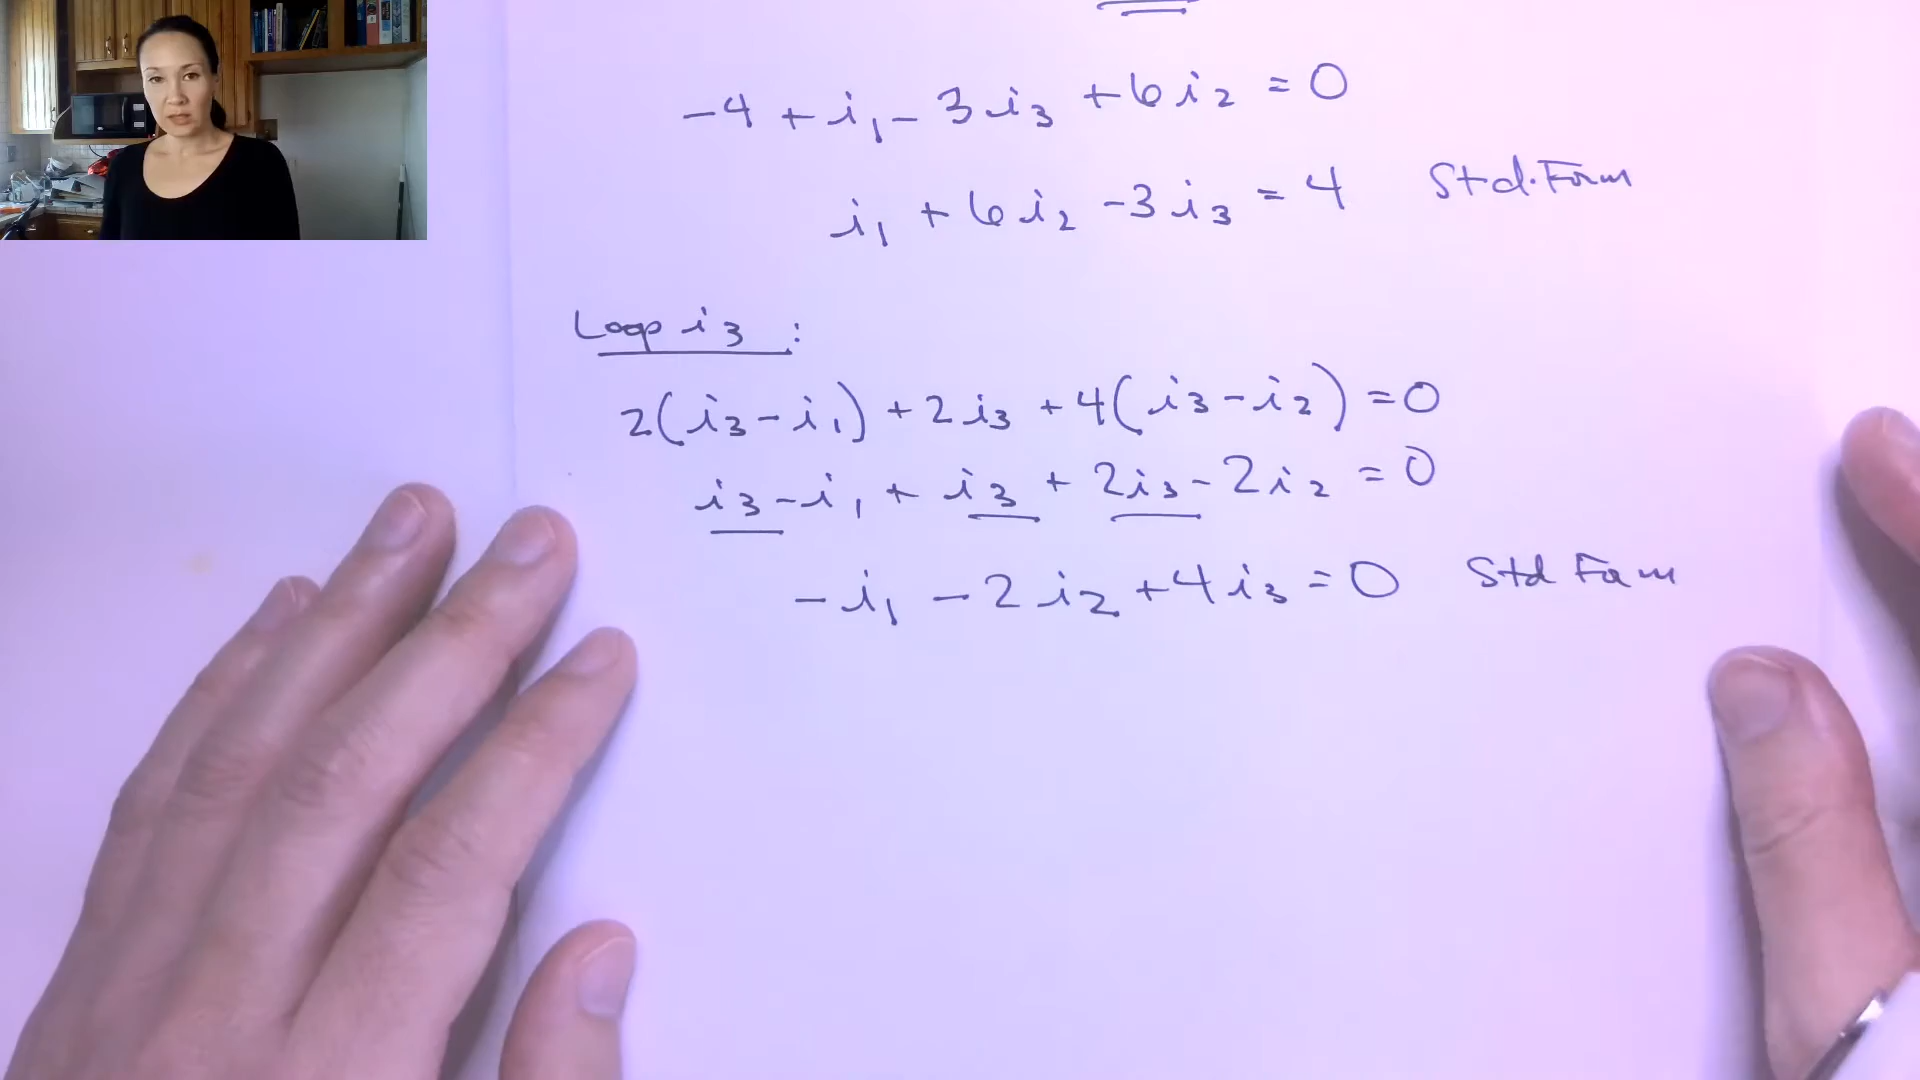 -4 + i₁ - 3i₃ + 6i₂ = 0
i₁ + 6i₂ - 3i₃ = 4 Std. Form
Loop i3 :
2(i₃ - i₁) + 2i₃ + 4(i₃ - i₂) = 0
i₃ - i₁ + i₃ + 2i₃ - 2i₂ = 0
-i₁ - 2i₂ + 4i₃ = 0 Std Form